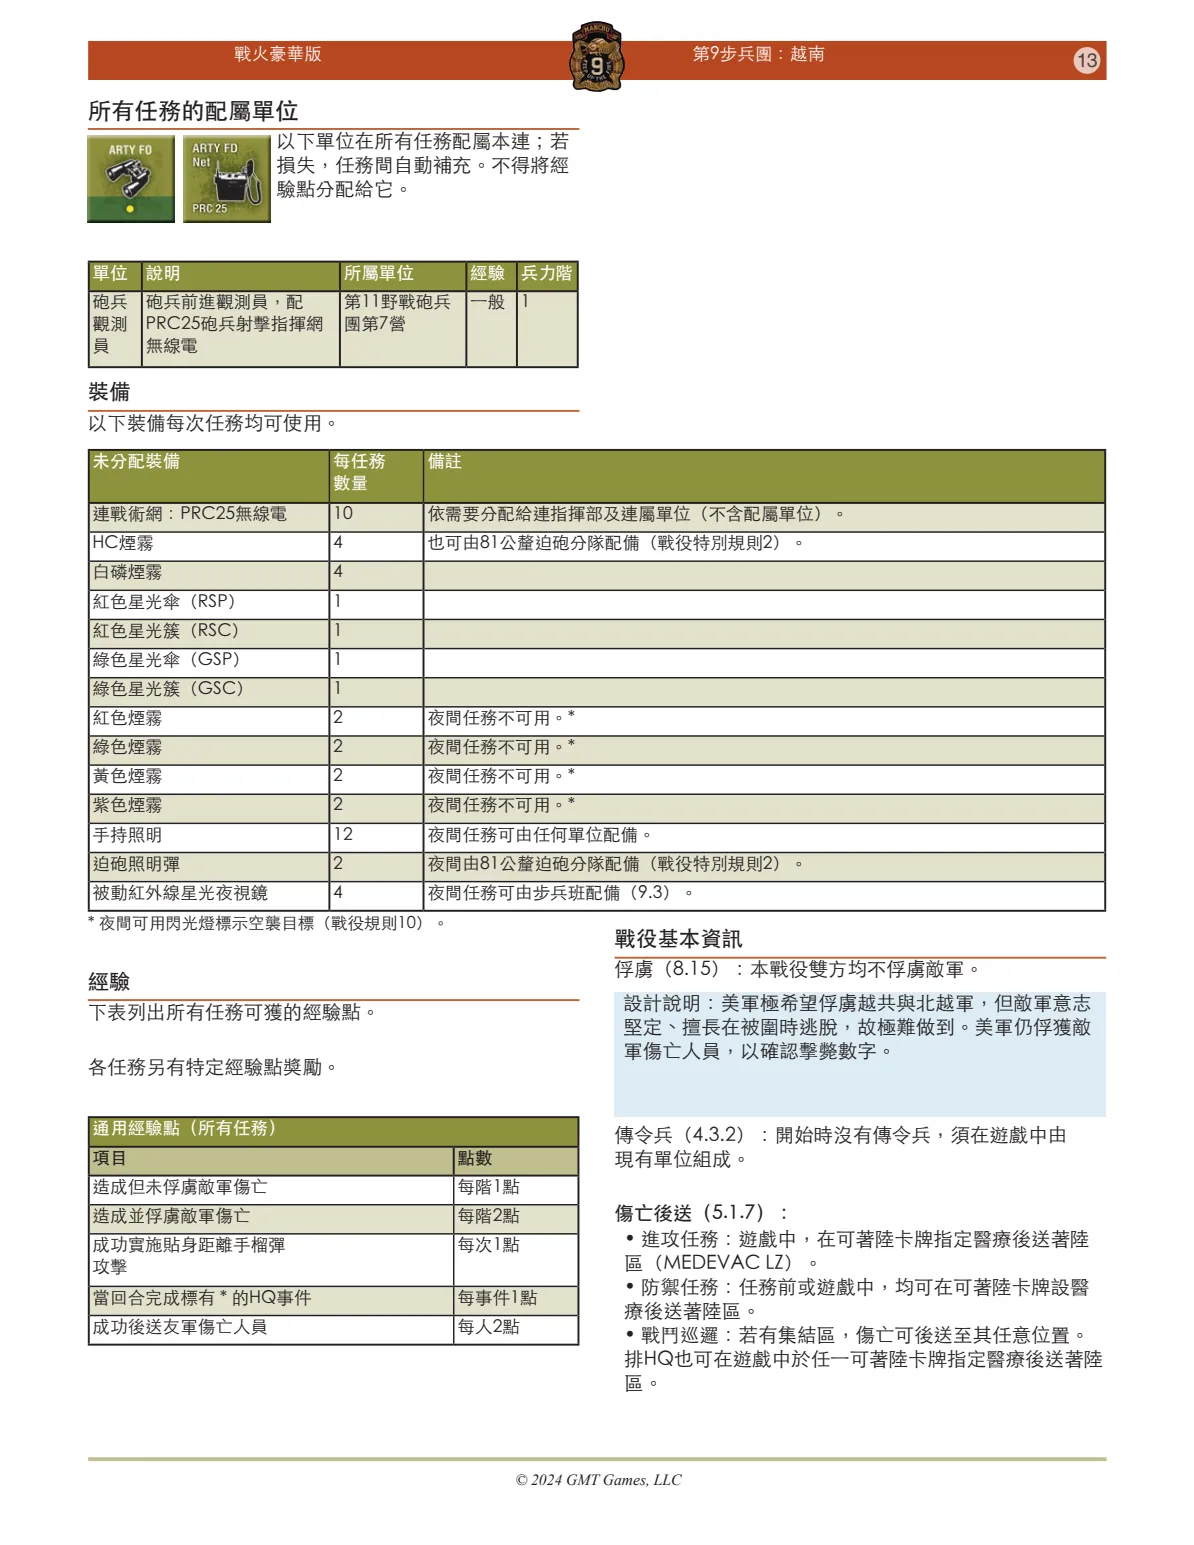 戰火豪華版
MANCHU
9
第9步兵團：越南
13
所有任務的配屬單位
ARTY FO
ARTY FD
Net
PRC 25
以下單位在所有任務配屬本連；若
損失，任務間自動補充。不得將經
驗點分配給它。
單位 說明 所屬單位 經驗 兵力階
砲兵 砲兵前進觀測員，配 第11野戰砲兵 一般 1
觀測 PRC25砲兵射擊指揮網 團第7營
員 無線電
裝備
以下裝備每次任務均可使用。
未分配裝備 每任務 備註
數量
連戰術網：PRC25無線電 10 依需要分配給連指揮部及連屬單位（不含配屬單位）。
HC煙霧 4 也可由81公釐迫砲分隊配備（戰役特別規則2）。
白磷煙霧 4
紅色星光傘（RSP） 1
紅色星光簇（RSC） 1
綠色星光傘（GSP） 1
綠色星光簇（GSC） 1
紅色煙霧 2 夜間任務不可用。*
綠色煙霧 2 夜間任務不可用。*
黃色煙霧 2 夜間任務不可用。*
紫色煙霧 2 夜間任務不可用。*
手持照明 12 夜間任務可由任何單位配備。
迫砲照明彈 2 夜間由81公釐迫砲分隊配備（戰役特別規則2）。
被動紅外線星光夜視鏡 4 夜間任務可由步兵班配備（9.3）。
* 夜間可用閃光燈標示空襲目標（戰役規則10）。
經驗
下表列出所有任務可獲的經驗點。
各任務另有特定經驗點獎勵。
通用經驗點（所有任務）
項目 點數
造成但未俘虜敵軍傷亡 每階1點
造成並俘虜敵軍傷亡 每階2點
成功實施貼身距離手榴彈 每次1點
攻擊
當回合完成標有 * 的HQ事件 每事件1點
成功後送友軍傷亡人員 每人2點
戰役基本資訊
俘虜（8.15）：本戰役雙方均不俘虜敵軍。
設計說明：美軍極希望俘虜越共與北越軍，但敵軍意志
堅定、擅長在被圍時逃脫，故極難做到。美軍仍俘獲敵
軍傷亡人員，以確認擊斃數字。
傳令兵（4.3.2）：開始時沒有傳令兵，須在遊戲中由
現有單位組成。
傷亡後送（5.1.7）：
• 進攻任務：遊戲中，在可著陸卡牌指定醫療後送著陸
區（MEDEVAC LZ）。
• 防禦任務：任務前或遊戲中，均可在可著陸卡牌設醫
療後送著陸區。
• 戰鬥巡邏：若有集結區，傷亡可後送至其任意位置。
排HQ也可在遊戲中於任一可著陸卡牌指定醫療後送著陸
區。
© 2024 GMT Games, LLC